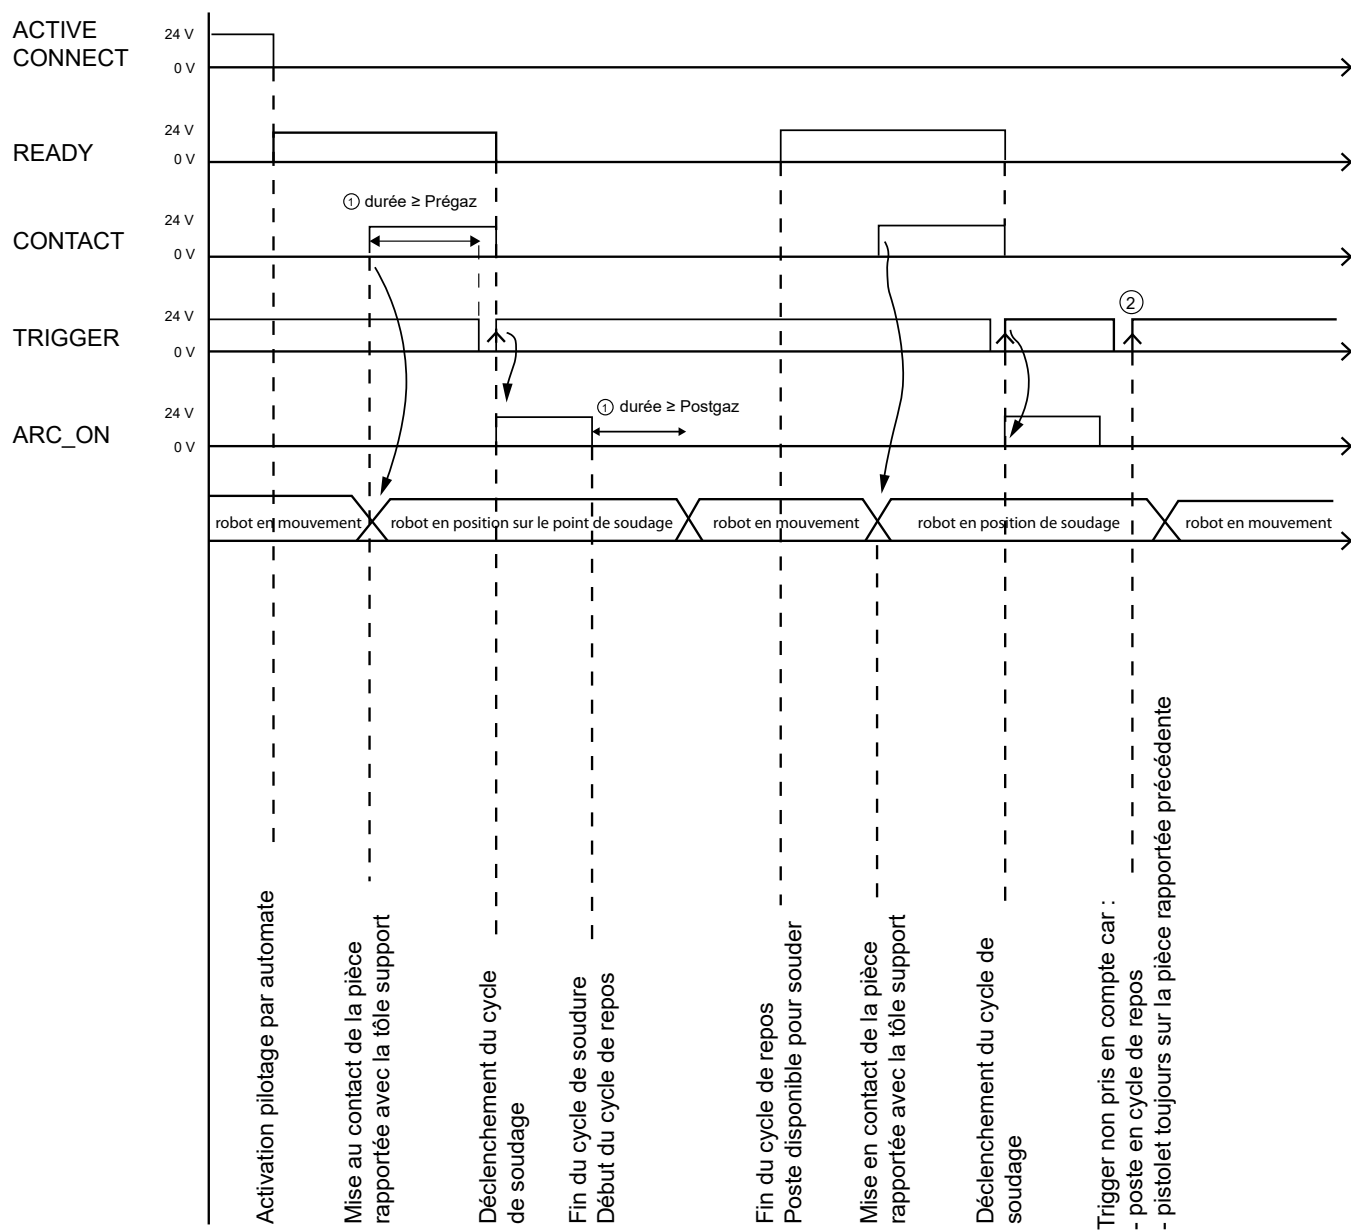 ACTIVE
CONNECT
24 V
0 V
READY
24 V
0 V
① durée ≥ Prégaz
CONTACT
24 V
0 V
TRIGGER
24 V
0 V
②
ARC_ON
24 V
0 V
① durée ≥ Postgaz
robot en mouvement
robot en position sur le point de soudage
robot en mouvement
robot en position de soudage
robot en mouvement
Activation pilotage par automate
Mise au contact de la pièce
rapportée avec la tôle support
Déclenchement du cycle
de soudage
Fin du cycle de soudure
Début du cycle de repos
Fin du cycle de repos
Poste disponible pour souder
Mise en contact de la pièce
rapportée avec la tôle support
Déclenchement du cycle de
soudage
Trigger non pris en compte car :
- poste en cycle de repos
- pistolet toujours sur la pièce rapportée précédente